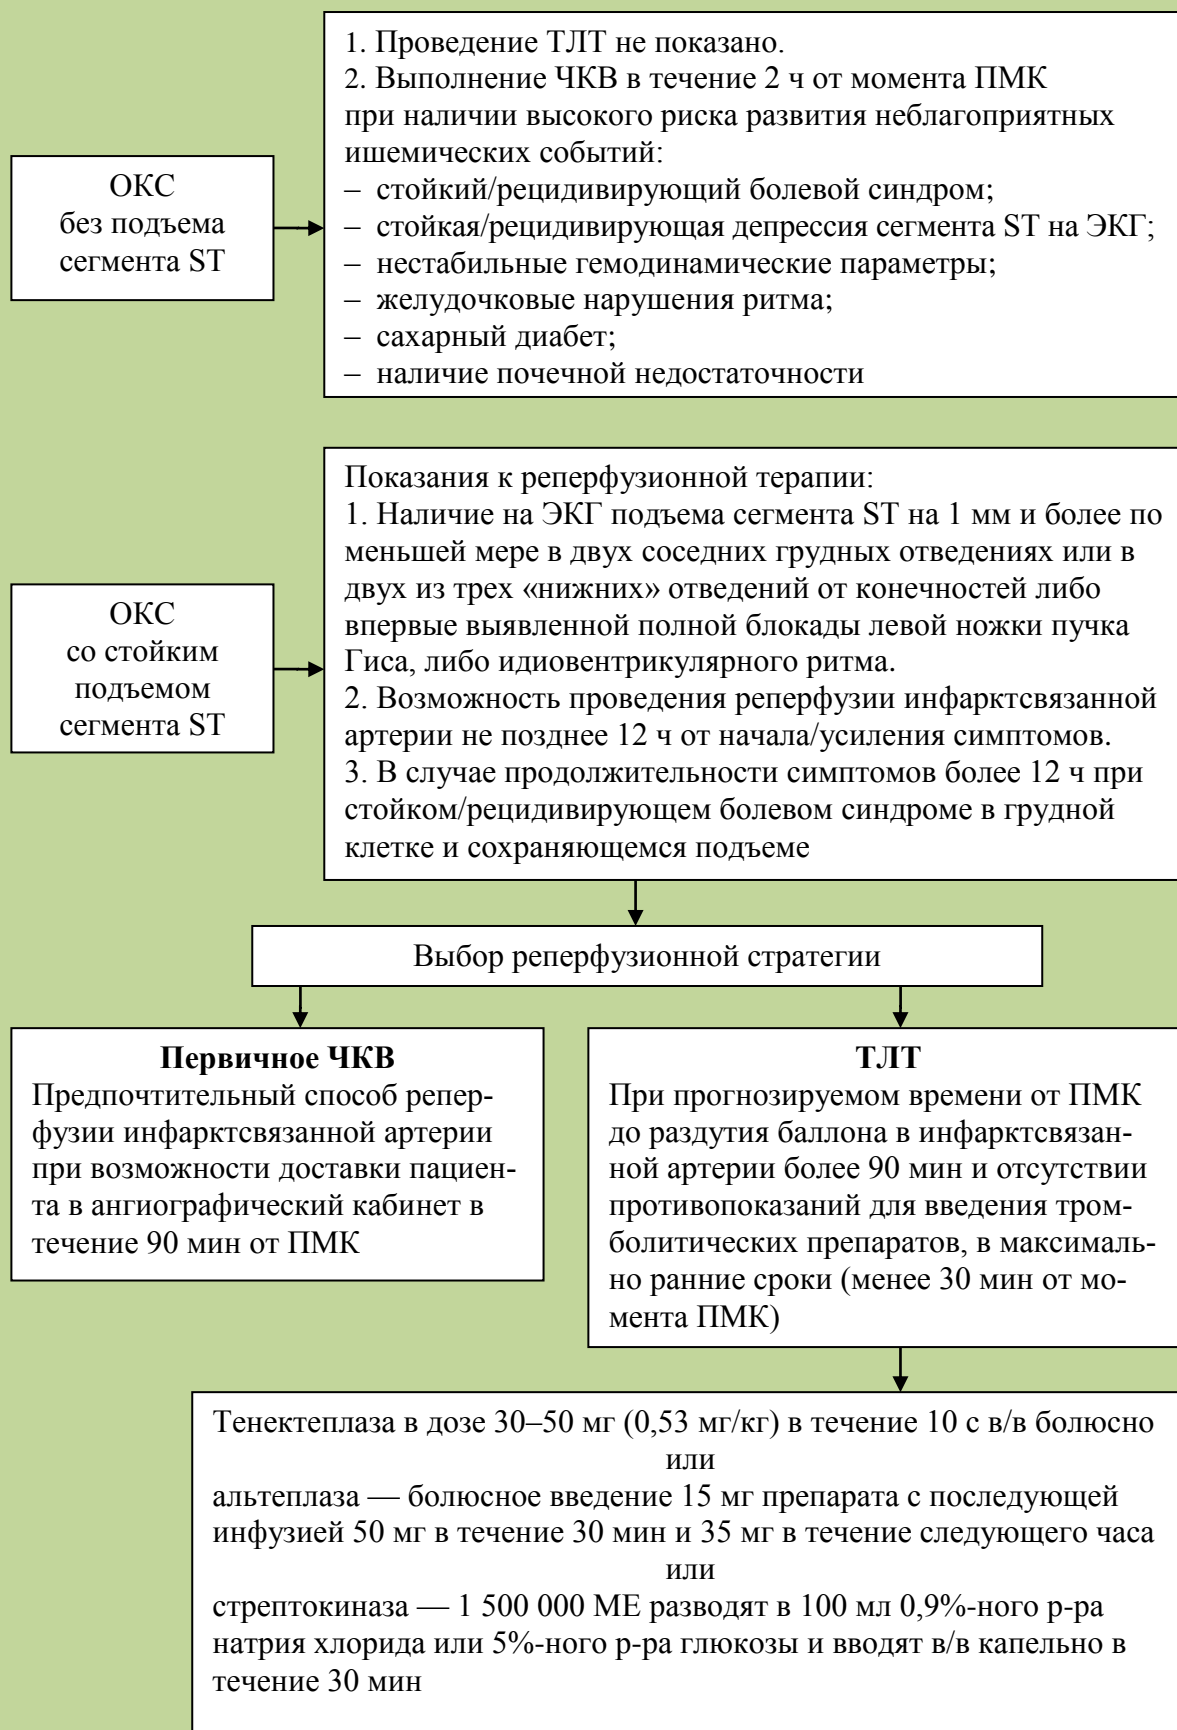 1. Проведение ТЛТ не показано.
2. Выполнение ЧКВ в течение 2 ч от момента ПМК
при наличии высокого риска развития неблагоприятных
ишемических событий:
– стойкий/рецидивирующий болевой синдром;
– стойкая/рецидивирующая депрессия сегмента ST на ЭКГ;
– нестабильные гемодинамические параметры;
– желудочковые нарушения ритма;
– сахарный диабет;
– наличие почечной недостаточности
ОКС
без подъема
сегмента ST
Показания к реперфузионной терапии:
1. Наличие на ЭКГ подъема сегмента ST на 1 мм и более по
меньшей мере в двух соседних грудных отведениях или в
двух из трех «нижних» отведений от конечностей либо
впервые выявленной полной блокады левой ножки пучка
Гиса, либо идиовентрикулярного ритма.
2. Возможность проведения реперфузии инфарктсвязанной
артерии не позднее 12 ч от начала/усиления симптомов.
3. В случае продолжительности симптомов более 12 ч при
стойком/рецидивирующем болевом синдроме в грудной
клетке и сохраняющемся подъеме
ОКС
со стойким
подъемом
сегмента ST
Выбор реперфузионной стратегии
Первичное ЧКВ
Предпочтительный способ репер-
фузии инфарктсвязанной артерии
при возможности доставки пациен-
та в ангиографический кабинет в
течение 90 мин от ПМК
ТЛТ
При прогнозируемом времени от ПМК
до раздутия баллона в инфарктсвязан-
ной артерии более 90 мин и отсутствии
противопоказаний для введения тром-
болитических препаратов, в максималь-
но ранние сроки (менее 30 мин от мо-
мента ПМК)
Тенектеплаза в дозе 30–50 мг (0,53 мг/кг) в течение 10 с в/в болюсно
или
альтеплаза — болюсное введение 15 мг препарата с последующей
инфузией 50 мг в течение 30 мин и 35 мг в течение следующего часа
или
стрептокиназа — 1 500 000 МЕ разводят в 100 мл 0,9%-ного р-ра
натрия хлорида или 5%-ного р-ра глюкозы и вводят в/в капельно в
течение 30 мин